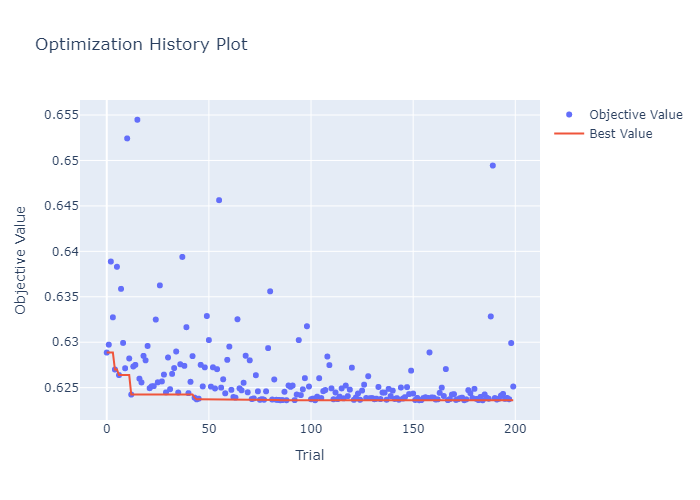 Optimization History Plot
Objective Value
Best Value
0.655
0.65
0.645
0.64
0.635
0.63
0.625
Objective Value
0
50
100
150
200
Trial